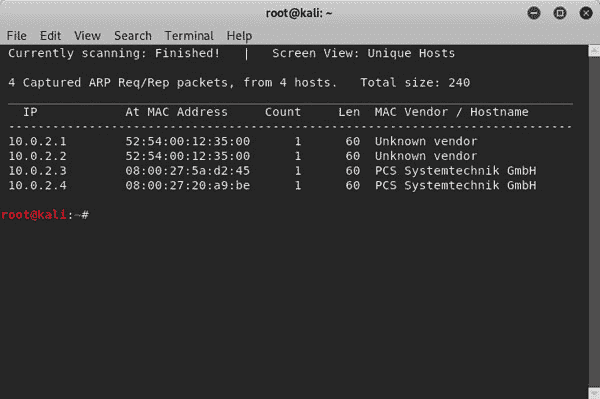 root@kali: ~
File Edit View Search Terminal Help
Currently scanning: Finished! | Screen View: Unique Hosts
4 Captured ARP Req/Rep packets, from 4 hosts. Total size: 240
IP At MAC Address Count Len MAC Vendor / Hostname
-----------------------------------------------------------------------------
10.0.2.1 52:54:00:12:35:00 1 60 Unknown vendor
10.0.2.2 52:54:00:12:35:00 1 60 Unknown vendor
10.0.2.3 08:00:27:5a:d2:45 1 60 PCS Systemtechnik GmbH
10.0.2.4 08:00:27:20:a9:be 1 60 PCS Systemtechnik GmbH
root@kali:~#